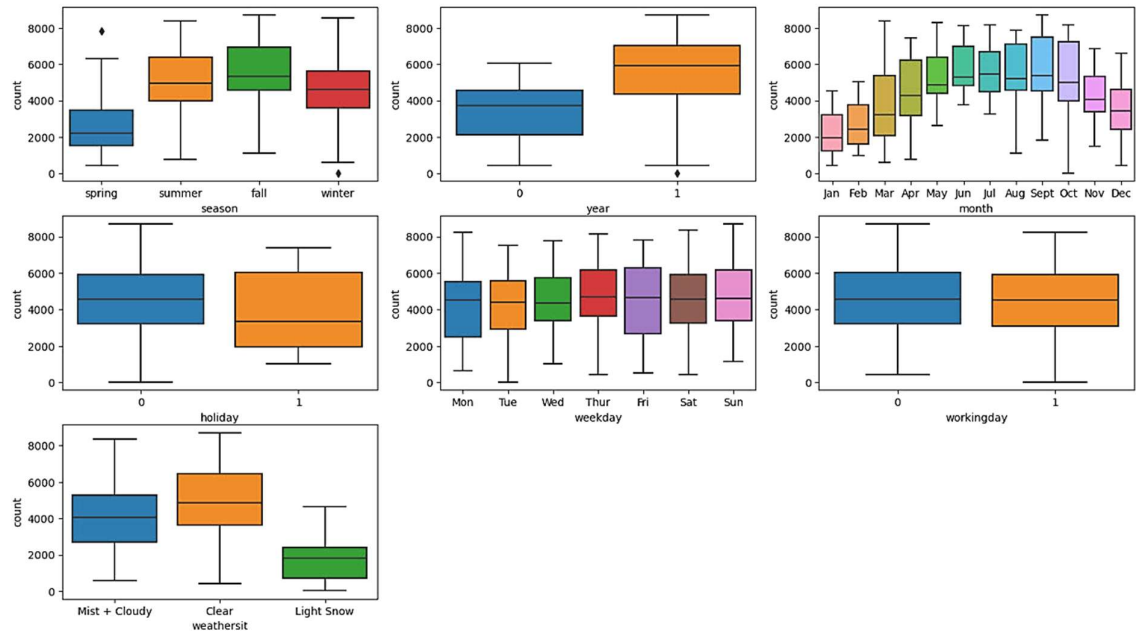 8000
6000
4000
2000
0
count
spring summer fall winter
season
8000
6000
4000
2000
0
count
0 1
year
8000
6000
4000
2000
0
count
Jan Feb Mar Apr May Jun Jul Aug Sept Oct Nov Dec
month
8000
6000
4000
2000
0
count
0 1
holiday
8000
6000
4000
2000
0
count
Mon Tue Wed Thur Fri Sat Sun
weekday
8000
6000
4000
2000
0
count
0 1
workingday
8000
6000
4000
2000
0
count
Mist + Cloudy Clear Light Snow
weathersit